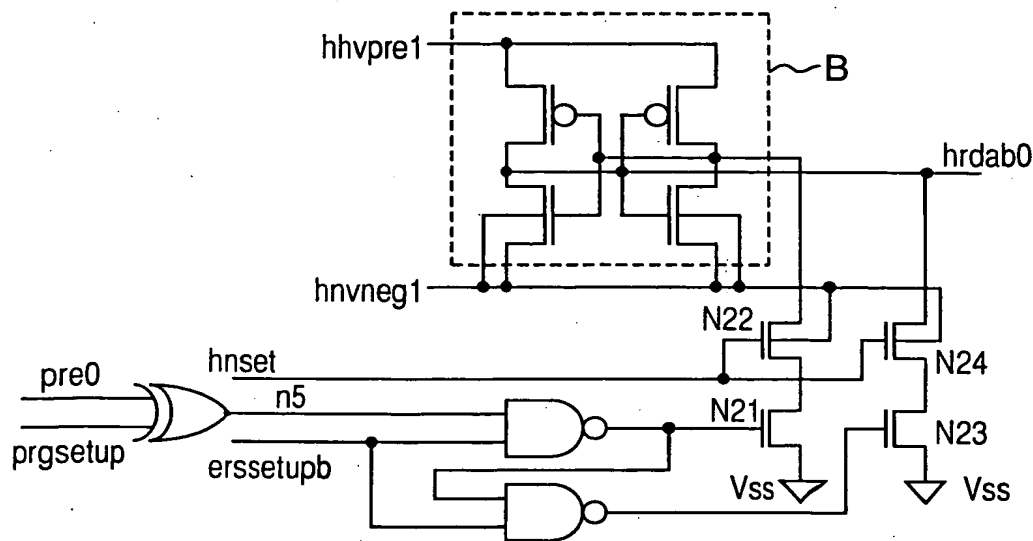 hhvpre1
B
hrdab0
hnvneg1
N22
N24
hnset
pre0
n5
N21
N23
prgsetup
erssetupb
Vss
Vss